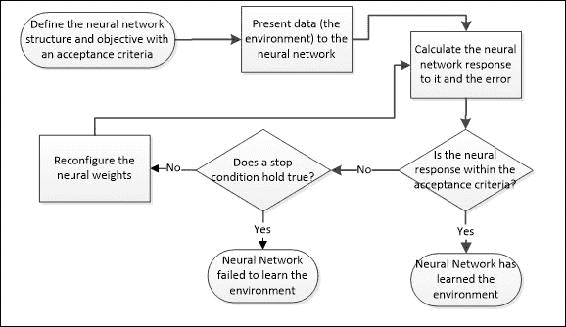 Define the neural network
structure and objective with
an acceptance criteria
Present data (the
environment) to the
neural network
Calculate the neural
network response
to it and the error
Is the neural
response within the
acceptance criteria?
No
Does a stop
condition hold true?
No
Reconfigure the
neural weights
Yes
Neural Network
failed to learn the
environment
Yes
Neural Network has
learned the
environment